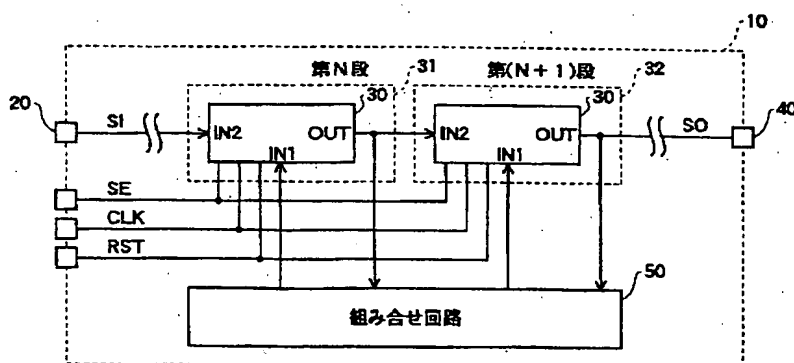 10
第N段
31
第(N+1)段
32
20
SI
30
IN2
OUT
IN1
30
IN2
OUT
IN1
SO
40
SE
CLK
RST
50
組み合せ回路